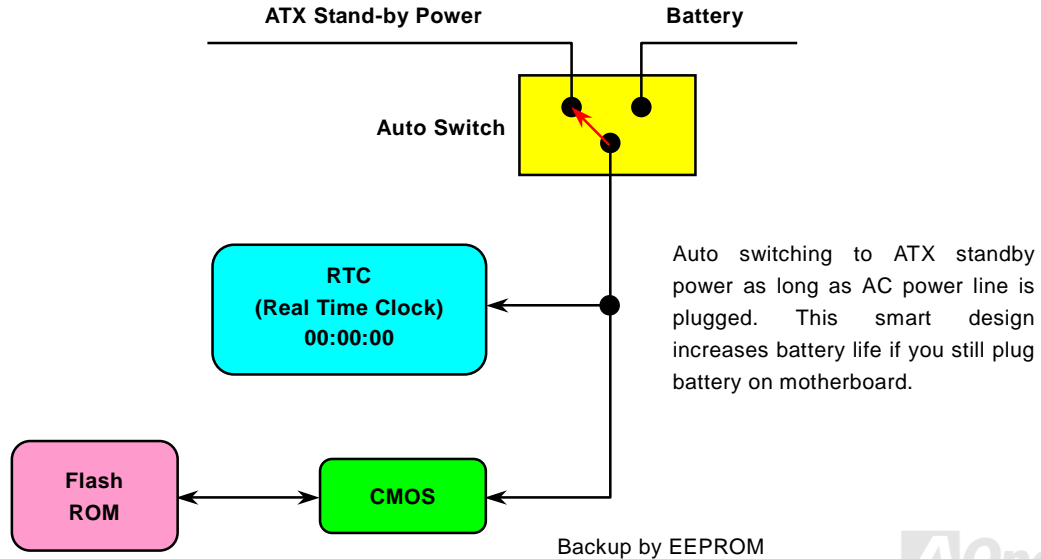 ATX Stand-by Power
Battery
Auto Switch
RTC
(Real Time Clock)
00:00:00
Auto switching to ATX standby
power as long as AC power line is
plugged. This smart design
increases battery life if you still plug
battery on motherboard.
Flash
ROM
CMOS
Backup by EEPROM